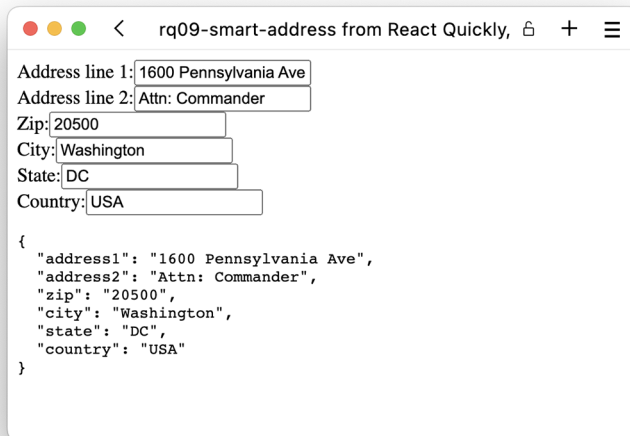 rq09-smart-address from React Quickly,
Address line 1: 1600 Pennsylvania Ave
Address line 2: Attn: Commander
Zip: 20500
City: Washington
State: DC
Country: USA
{
  "address1": "1600 Pennsylvania Ave",
  "address2": "Attn: Commander",
  "zip": "20500",
  "city": "Washington",
  "state": "DC",
  "country": "USA"
}